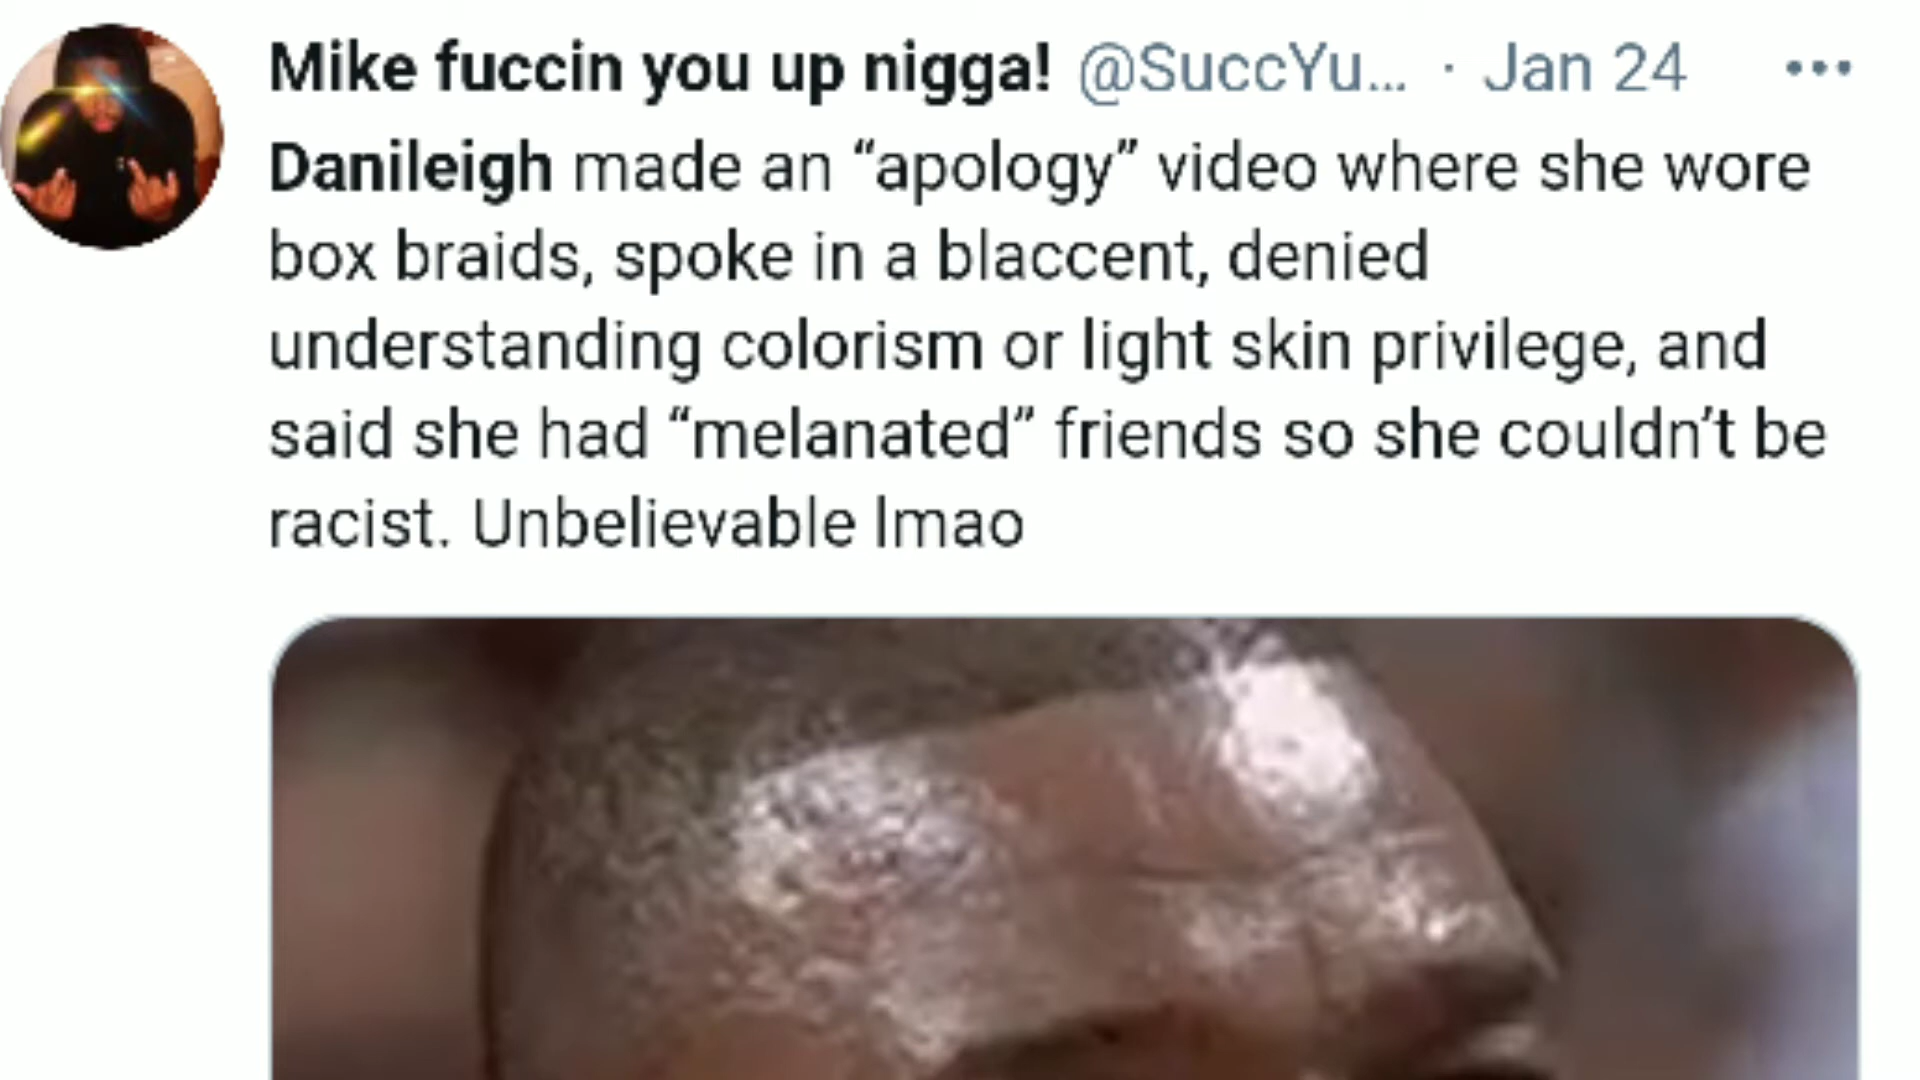 Mike fuccin you up nigga! @SuccYu... · Jan 24
Danileigh made an “apology” video where she wore
box braids, spoke in a blaccent, denied
understanding colorism or light skin privilege, and
said she had “melanated” friends so she couldn’t be
racist. Unbelievable lmao